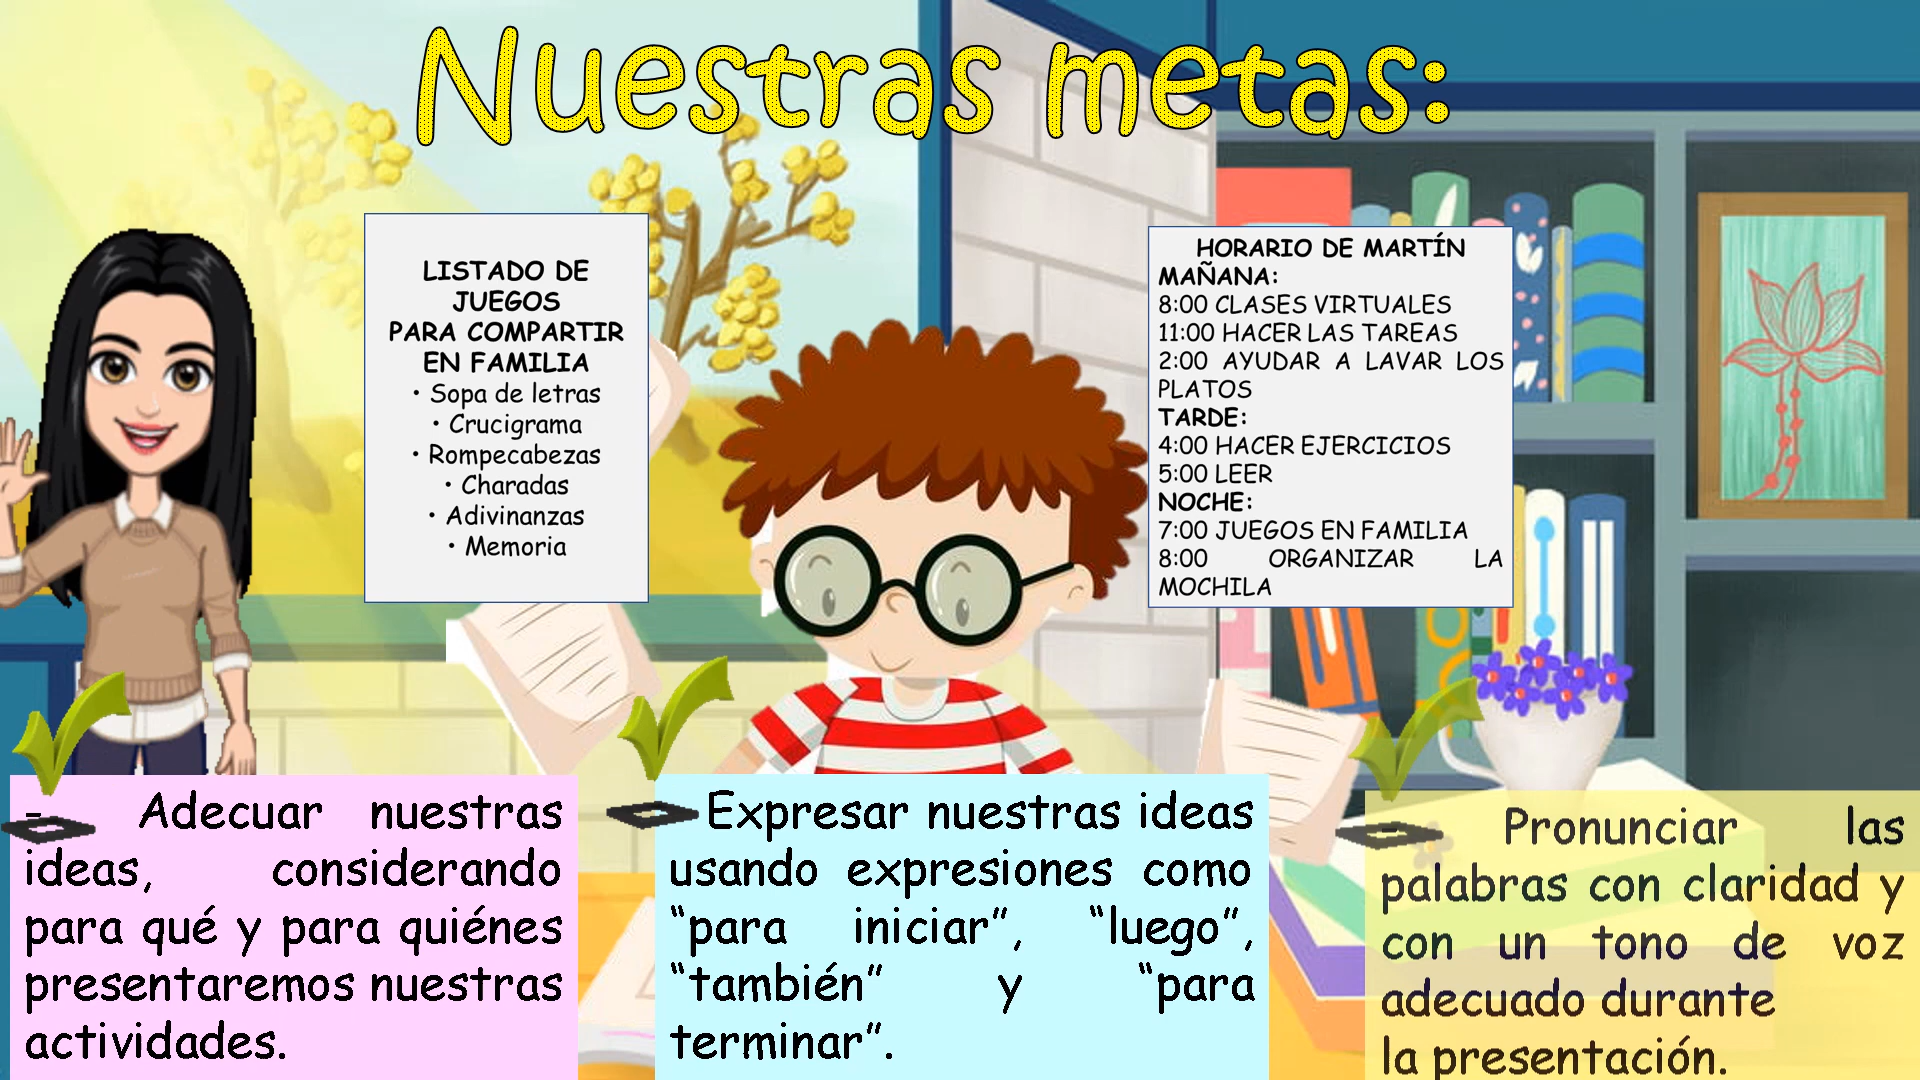 Nuestras metas:
LISTADO DE
JUEGOS
PARA COMPARTIR
EN FAMILIA
• Sopa de letras
• Crucigrama
• Rompecabezas
• Charadas
• Adivinanzas
• Memoria
HORARIO DE MARTÍN
MAÑANA:
8:00 CLASES VIRTUALES
11:00 HACER LAS TAREAS
2:00 AYUDAR A LAVAR LOS
PLATOS
TARDE:
4:00 HACER EJERCICIOS
5:00 LEER
NOCHE:
7:00 JUEGOS EN FAMILIA
8:00 ORGANIZAR LA
MOCHILA
- Adecuar nuestras
ideas, considerando
para qué y para quiénes
presentaremos nuestras
actividades.
- Expresar nuestras ideas
usando expresiones como
“para iniciar”, “luego”,
“también” y “para
terminar”.
- Pronunciar las
palabras con claridad y
con un tono de voz
adecuado durante
la presentación.